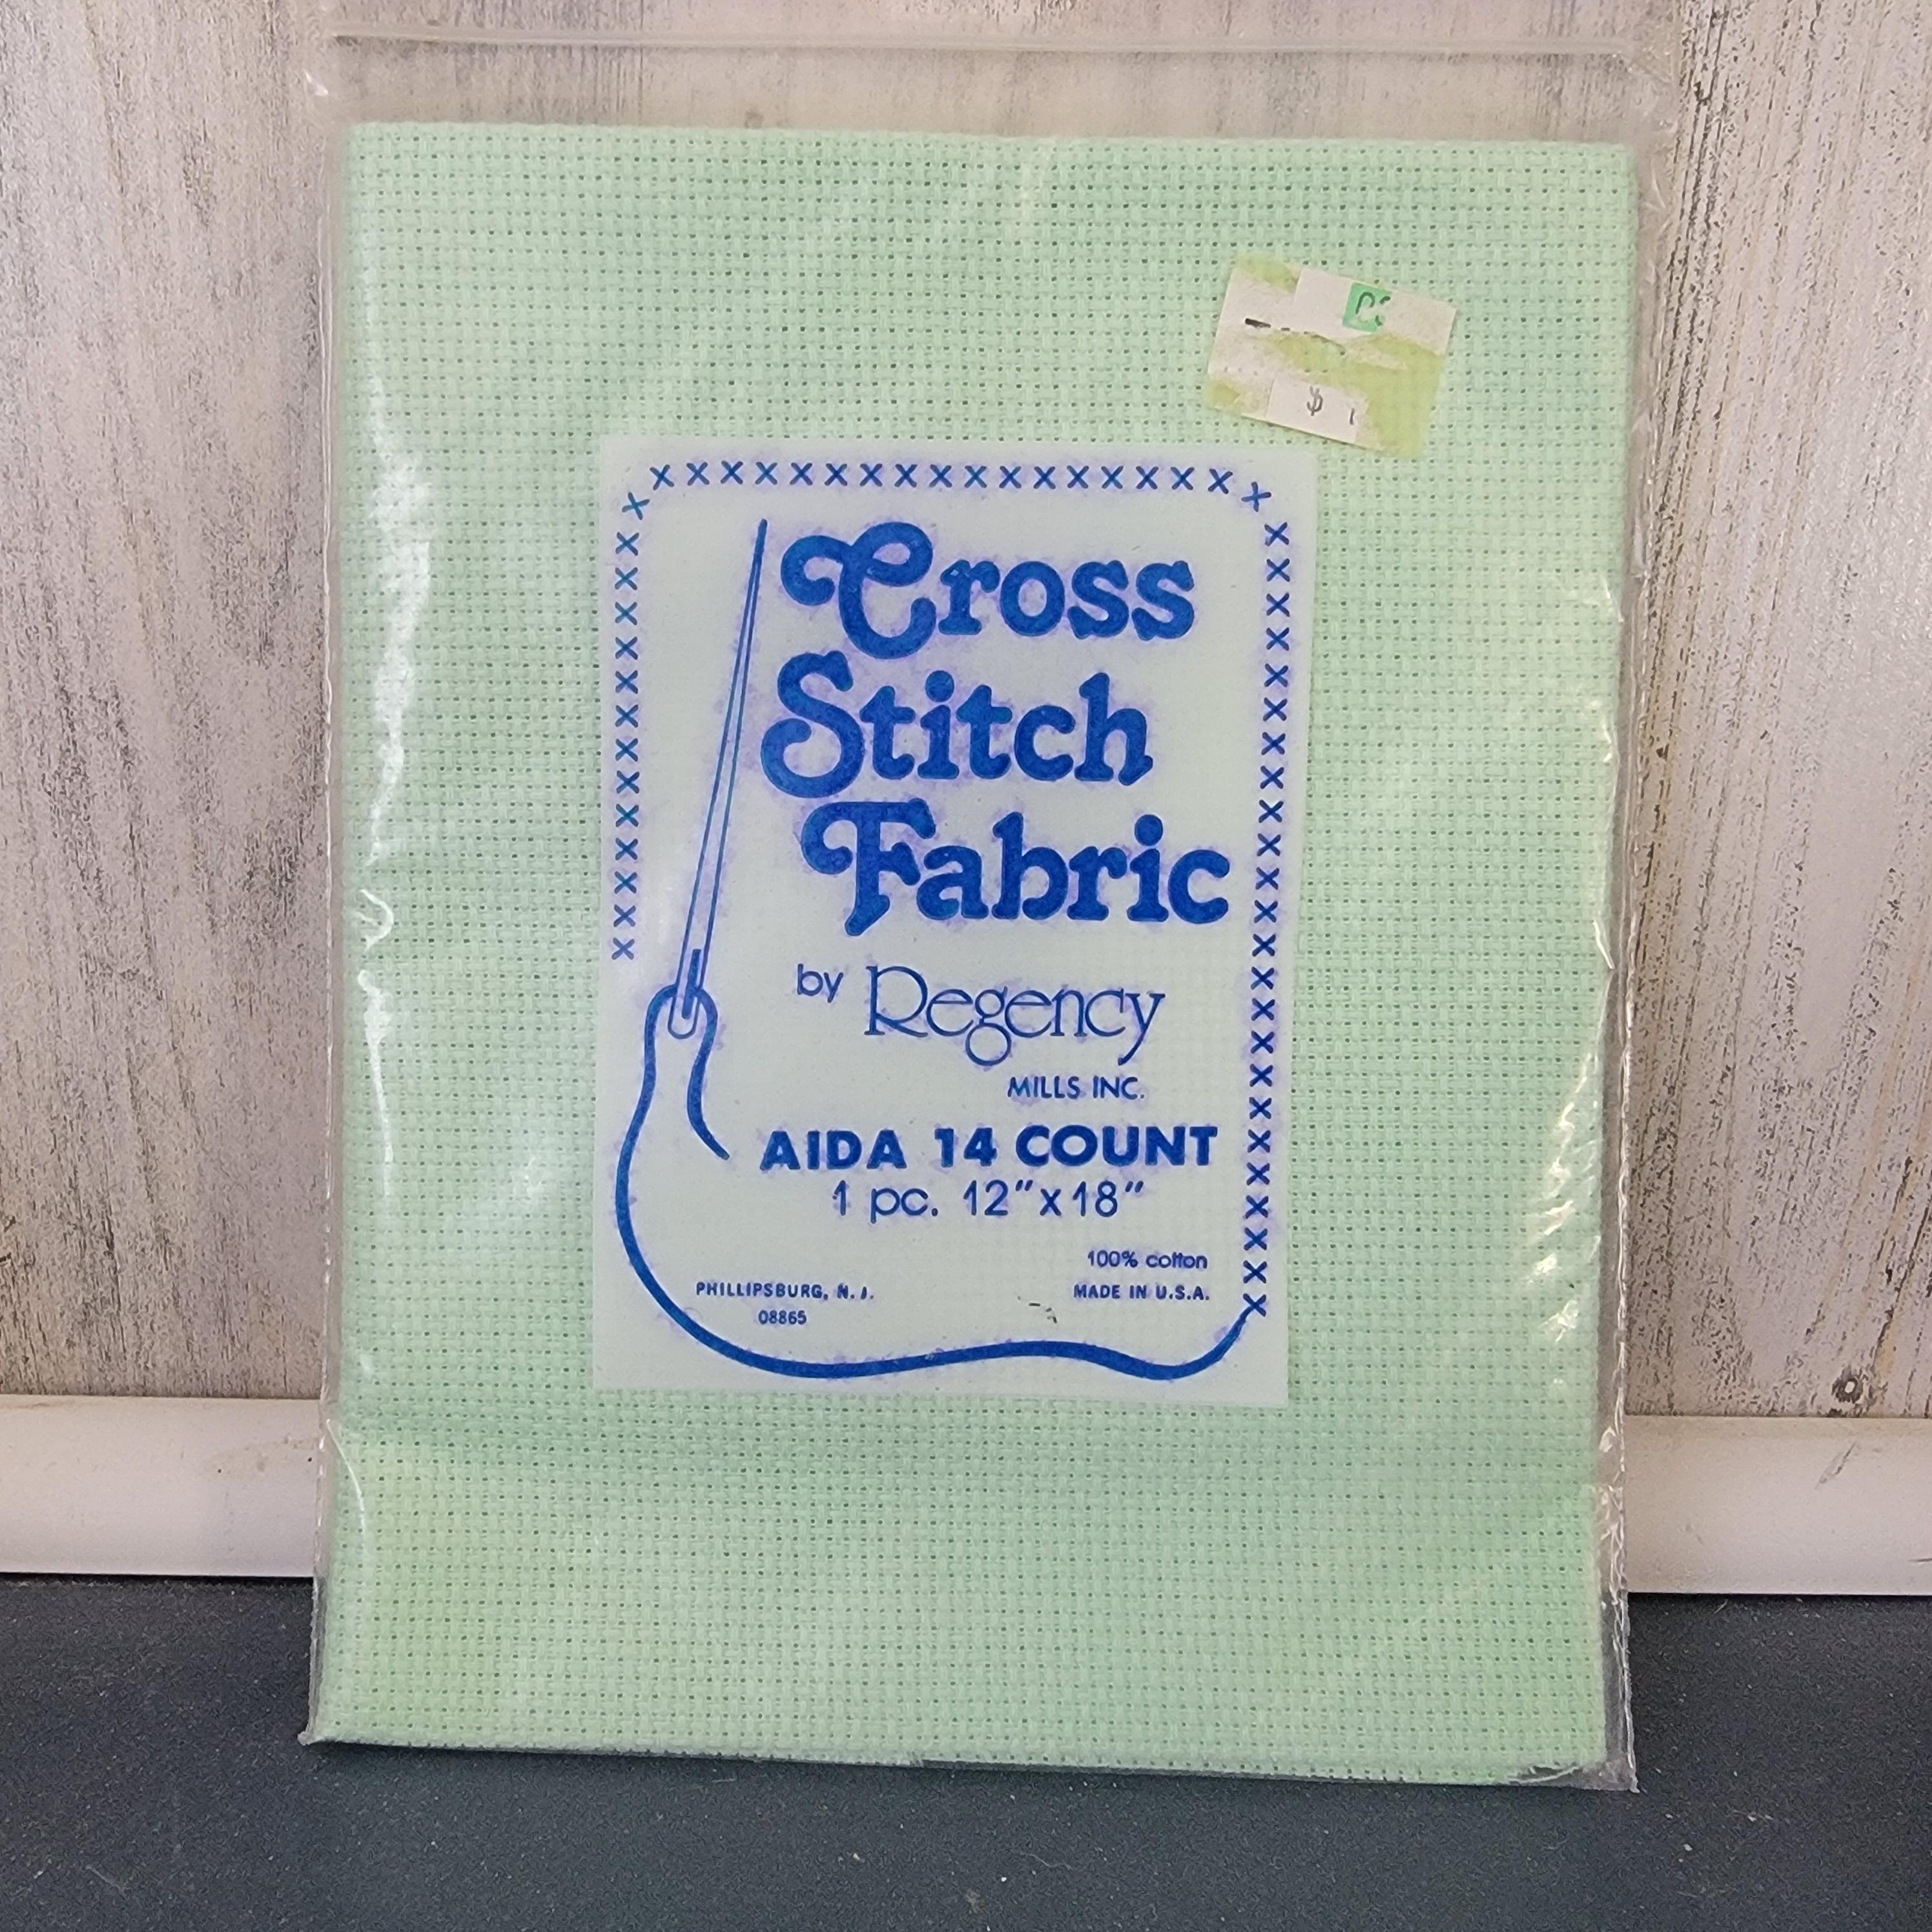 $
Cross
Stitch
Fabric
by Regency
MILLS INC.
AIDA 14 COUNT
1 pc. 12"x18"
100% cotton
PHILLIPSBURG, N.J. MADE IN U.S.A.
08865